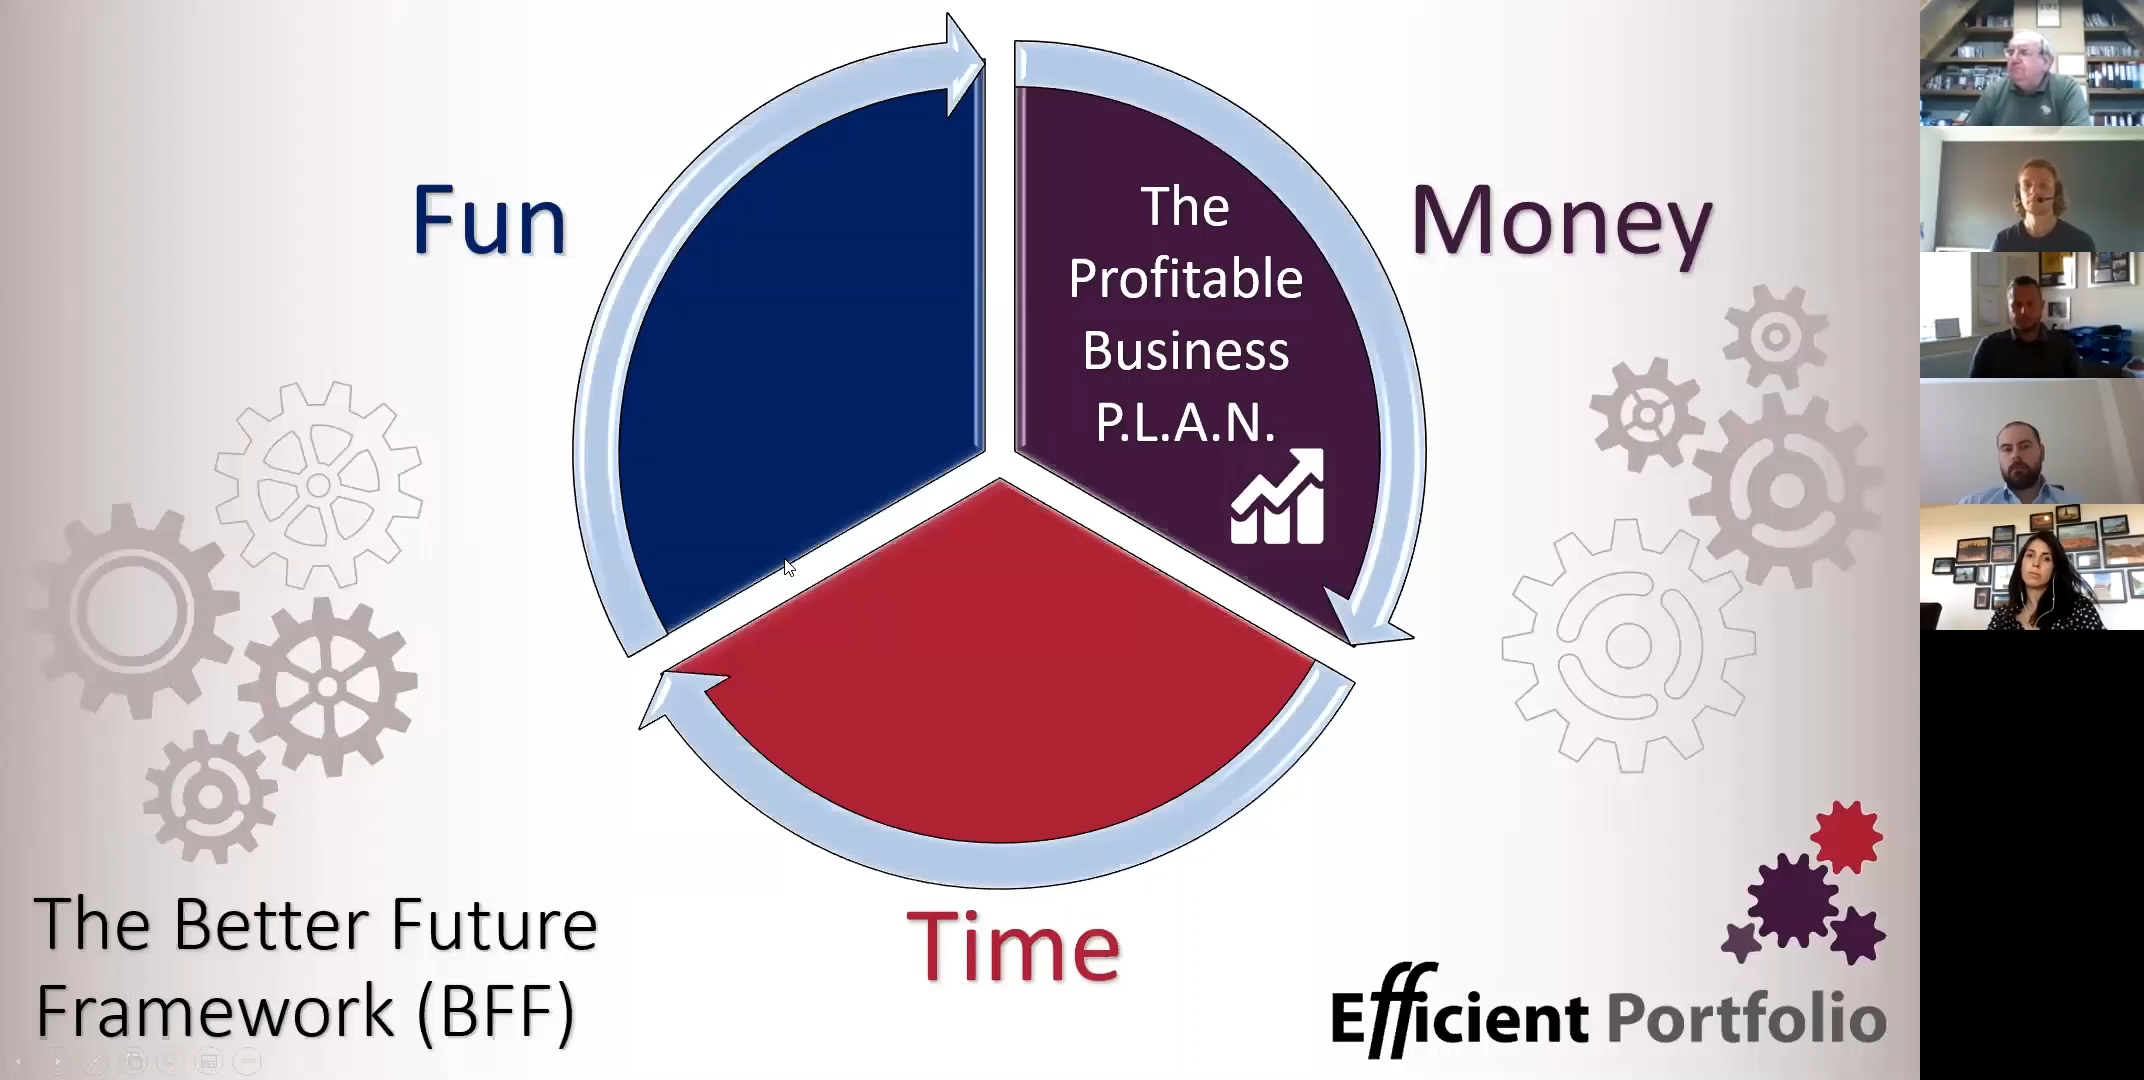 Fun
The
Profitable
Business
P.L.A.N.
Money
Time
The Better Future
Framework (BFF)
Efficient Portfolio